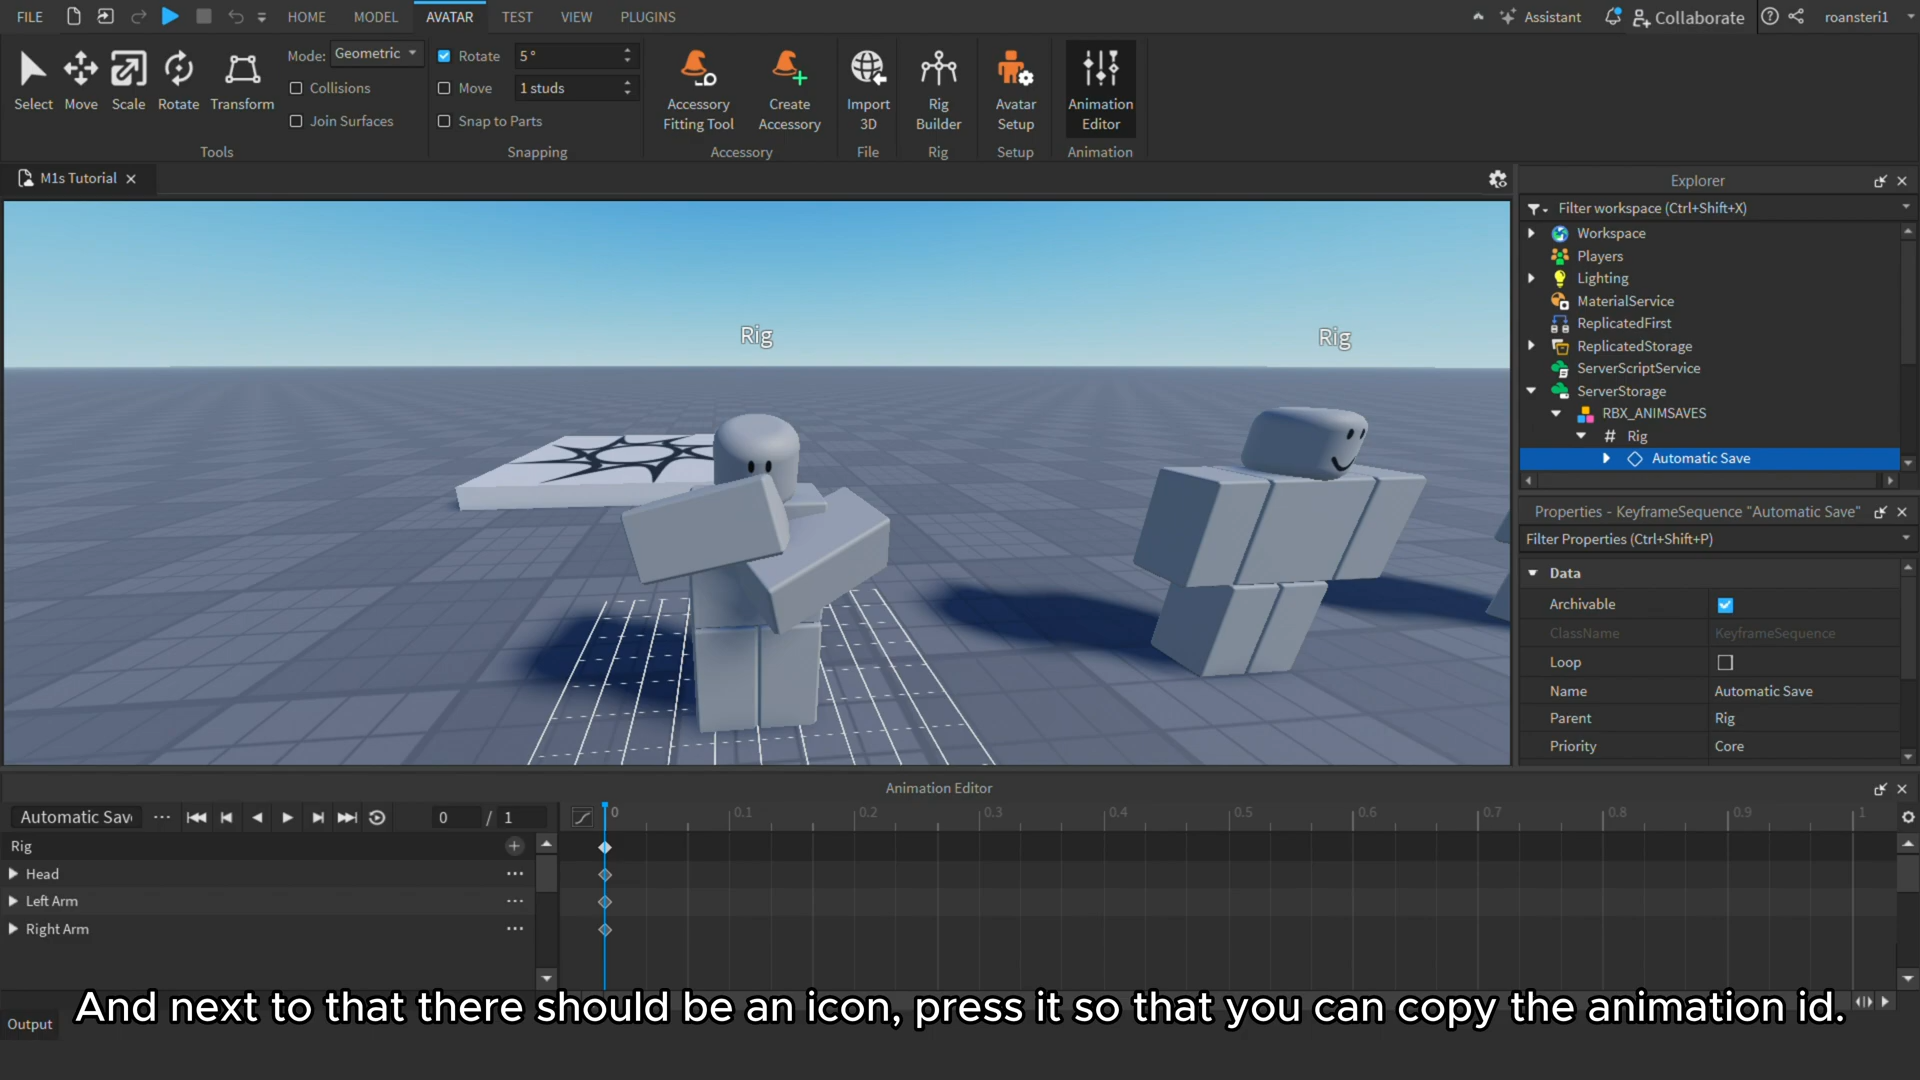 FILE HOME MODEL AVATAR TEST VIEW PLUGINS Assistant Collaborate roansteri1
Select Move Scale Rotate Transform
Mode: Geometric
Collisions
Join Surfaces
Rotate 5°
Move 1 studs
Snap to Parts
Accessory Fitting Tool
Create Accessory
Import 3D
Rig Builder
Avatar Setup
Animation Editor
Tools Snapping Accessory File Rig Setup Animation
M1s Tutorial
Rig Rig
Explorer
Filter workspace (Ctrl+Shift+X)
Workspace
Players
Lighting
MaterialService
ReplicatedFirst
ReplicatedStorage
ServerScriptService
ServerStorage
RBX_ANIMSAVES
# Rig
Automatic Save
Properties - KeyframeSequence "Automatic Save"
Filter Properties (Ctrl+Shift+P)
Data
Archivable
ClassName KeyframeSequence
Loop
Name Automatic Save
Parent Rig
Priority Core
Animation Editor
Automatic Sav 0 / 1 0 0.1 0.2 0.3 0.4 0.5 0.6 0.7 0.8 0.9 1
Rig
Head
Left Arm
Right Arm
And next to that there should be an icon, press it so that you can copy the animation id.
Output